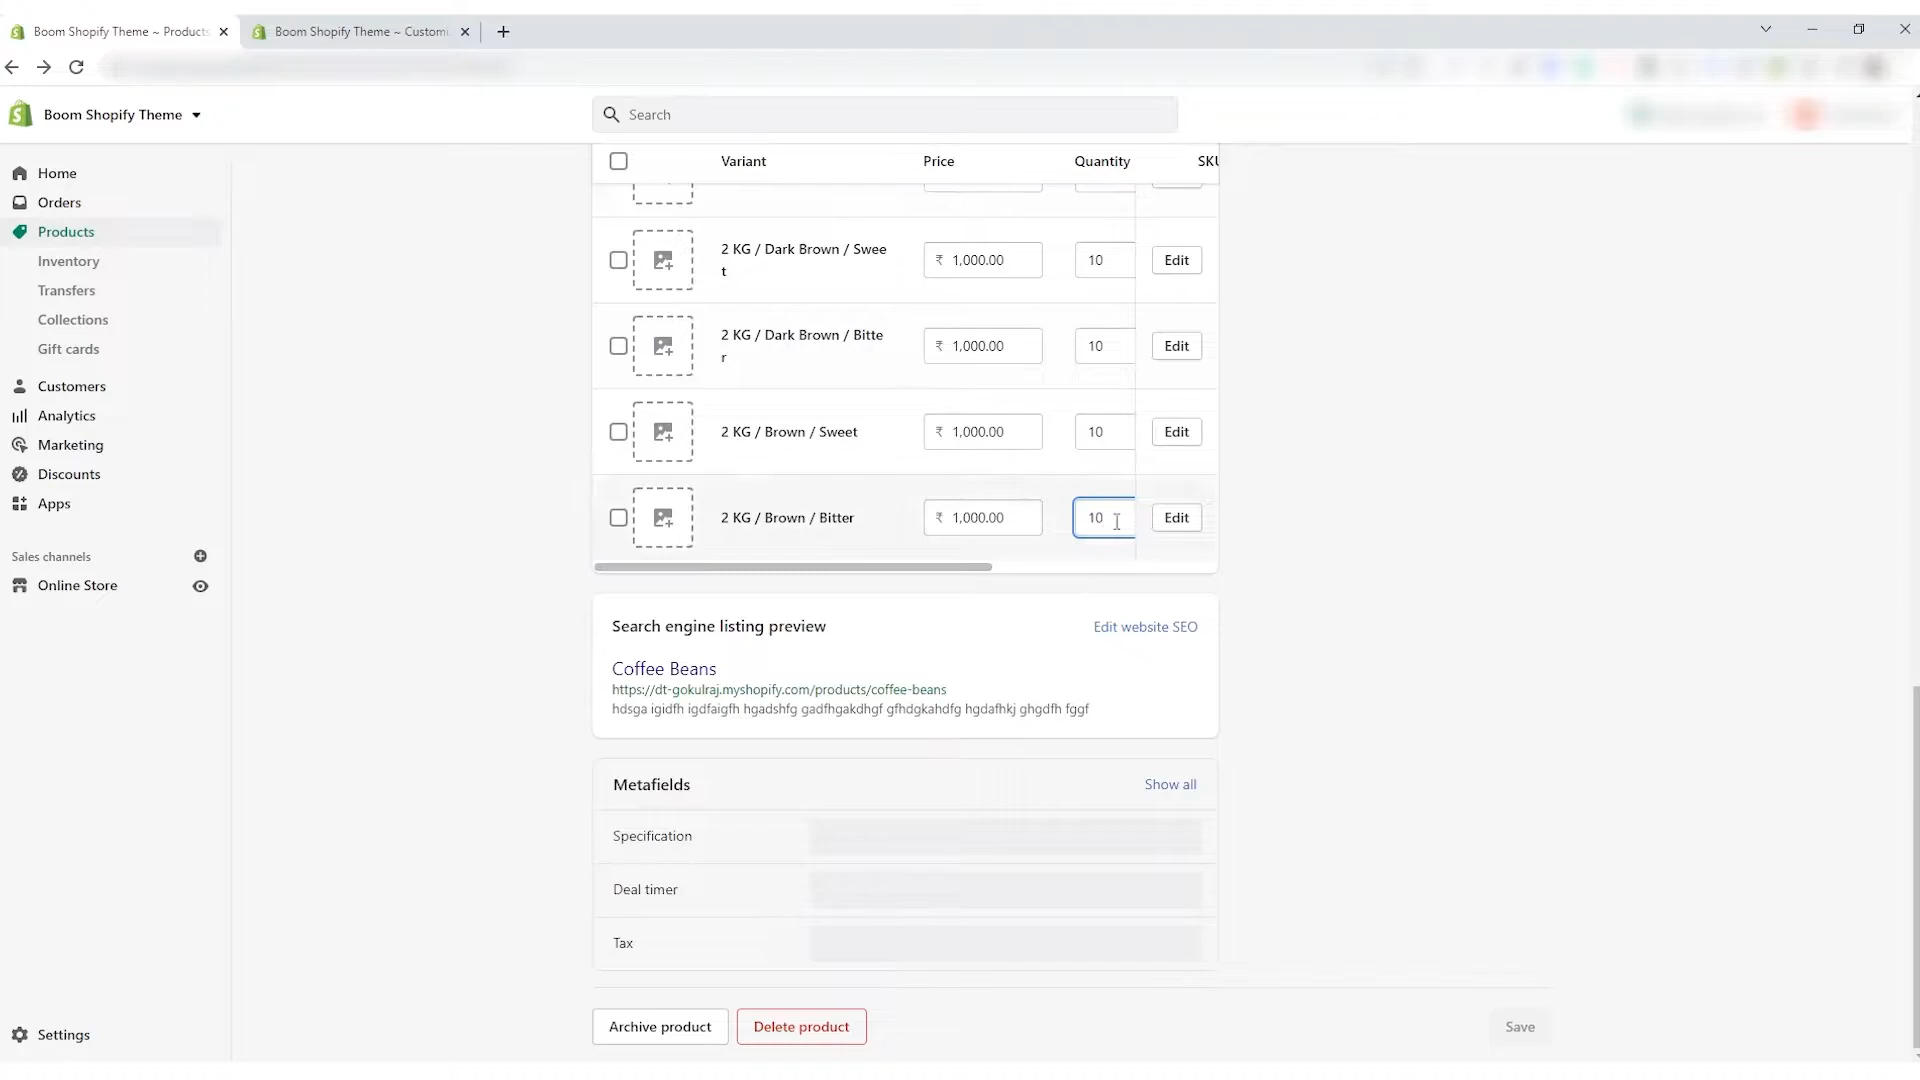 Boom Shopify Theme ~ Products
Boom Shopify Theme ~ Customi
Boom Shopify Theme
Search
Home
Orders
Products
Inventory
Transfers
Collections
Gift cards
Customers
Analytics
Marketing
Discounts
Apps
Sales channels
Online Store
Settings
Variant Price Quantity SKU
2 KG / Dark Brown / Swee
t
₹ 1,000.00 10 Edit
2 KG / Dark Brown / Bitte
r
₹ 1,000.00 10 Edit
2 KG / Brown / Sweet ₹ 1,000.00 10 Edit
2 KG / Brown / Bitter ₹ 1,000.00 10 Edit
Search engine listing preview Edit website SEO
Coffee Beans
https://dt-gokulraj.myshopify.com/products/coffee-beans
hdsga igidfh igdfaigfh hgadshfg gadfhgakdhgf gfhdgkahdfg hgdafhkj ghgdfh fggf
Metafields Show all
Specification
Deal timer
Tax
Archive product Delete product Save